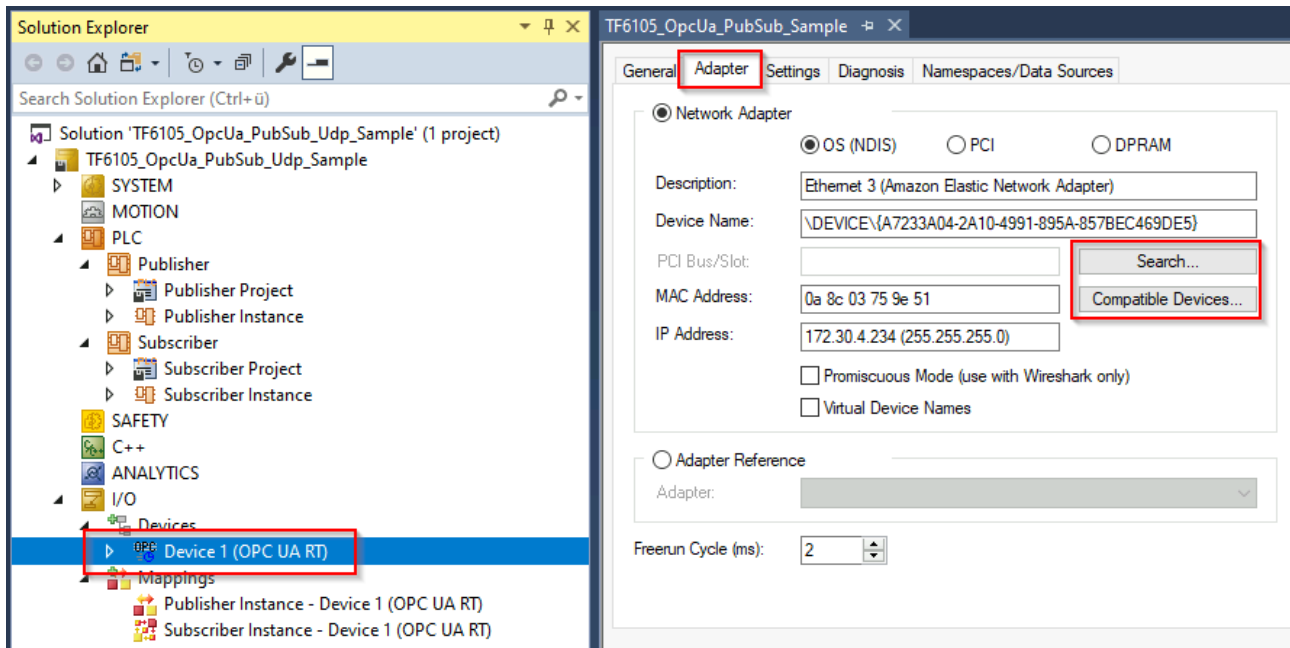 Solution Explorer
Search Solution Explorer (Ctrl+ü)
Solution 'TF6105_OpcUa_PubSub_Udp_Sample' (1 project)
TF6105_OpcUa_PubSub_Udp_Sample
SYSTEM
MOTION
PLC
Publisher
Publisher Project
Publisher Instance
Subscriber
Subscriber Project
Subscriber Instance
SAFETY
C++
ANALYTICS
I/O
Devices
Device 1 (OPC UA RT)
Mappings
Publisher Instance - Device 1 (OPC UA RT)
Subscriber Instance - Device 1 (OPC UA RT)
TF6105_OpcUa_PubSub_Sample
General Adapter Settings Diagnosis Namespaces/Data Sources
Network Adapter
OS (NDIS) PCI DPRAM
Description: Ethernet 3 (Amazon Elastic Network Adapter)
Device Name: \DEVICE\{A7233A04-2A10-4991-895A-857BEC469DE5}
PCI Bus/Slot: Search...
MAC Address: 0a 8c 03 75 9e 51 Compatible Devices...
IP Address: 172.30.4.234 (255.255.255.0)
Promiscuous Mode (use with Wireshark only)
Virtual Device Names
Adapter Reference
Adapter:
Freerun Cycle (ms): 2